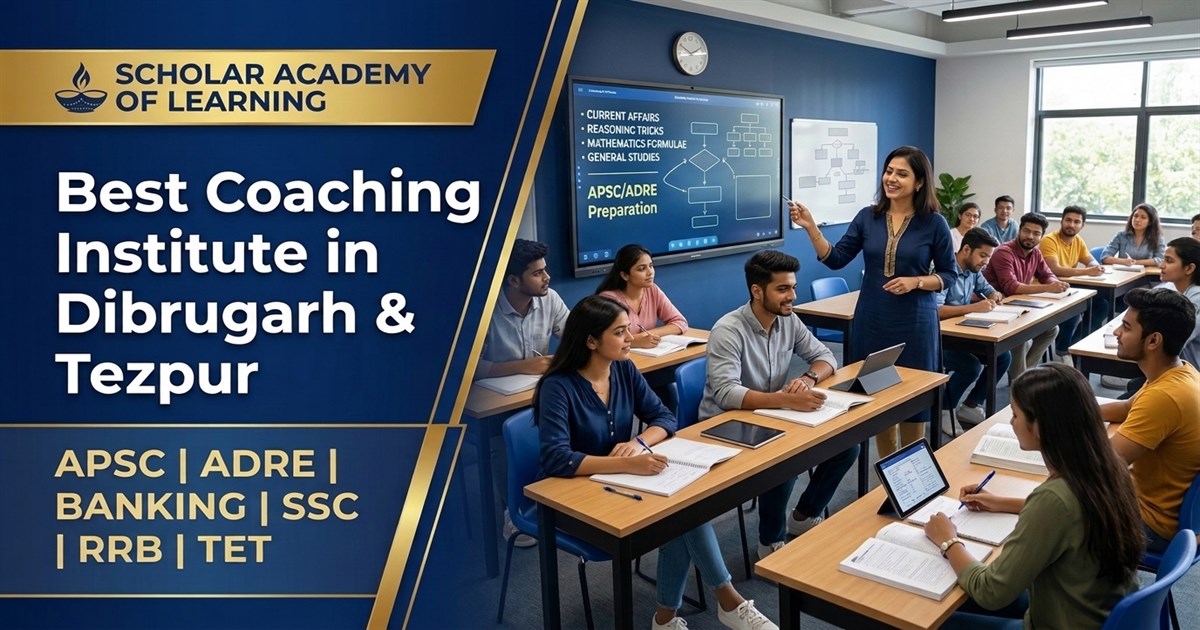 SCHOLAR ACADEMY
OF LEARNING
Best Coaching
Institute in
Dibrugarh &
Tezpur
APSC | ADRE |
BANKING | SSC
| RRB | TET
• CURRENT AFFAIRS
• REASONING TRICKS
• MATHEMATICS FORMULAE
• GENERAL STUDIES
APSC/ADRE
Preparation